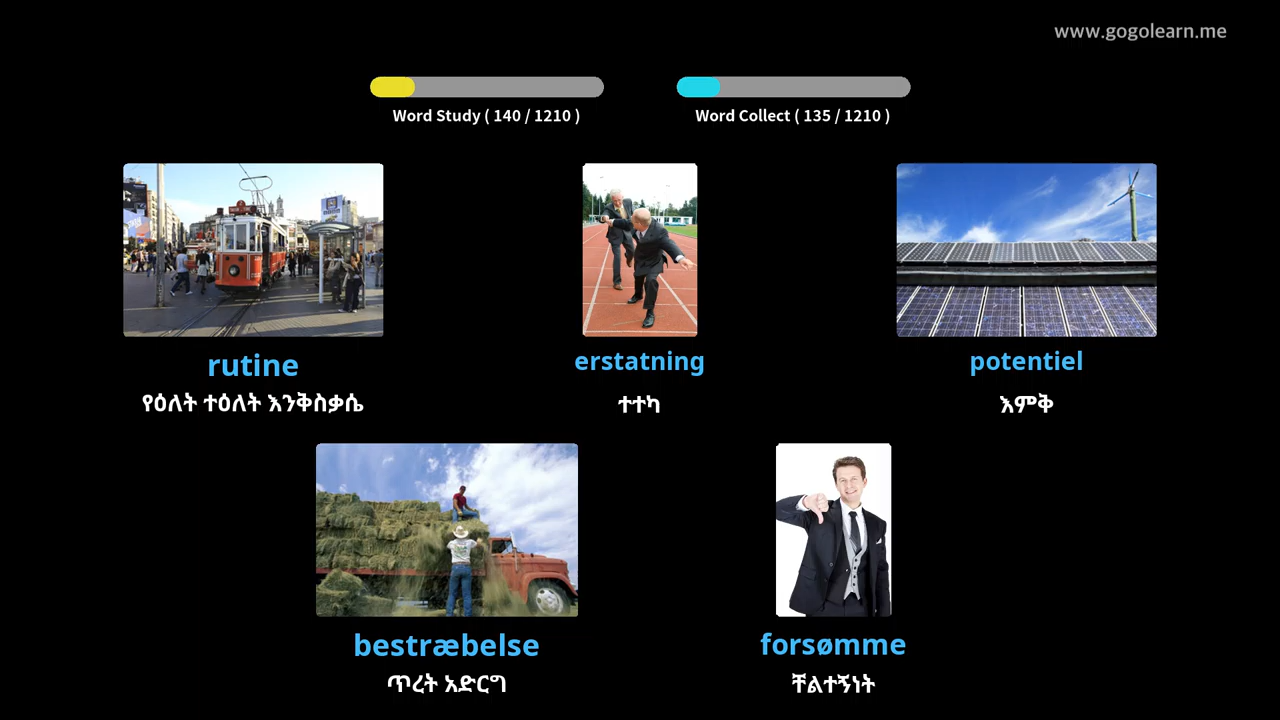 www.gogolearn.me
Word Study ( 140 / 1210 )
Word Collect ( 135 / 1210 )
rutine
erstatning
potentiel
የዕለት ተዕለት እንቅስቃሴ
ተተካ
እምቅ
bestræbelse
forsømme
ጥረት አድርግ
ቸልተኝነት